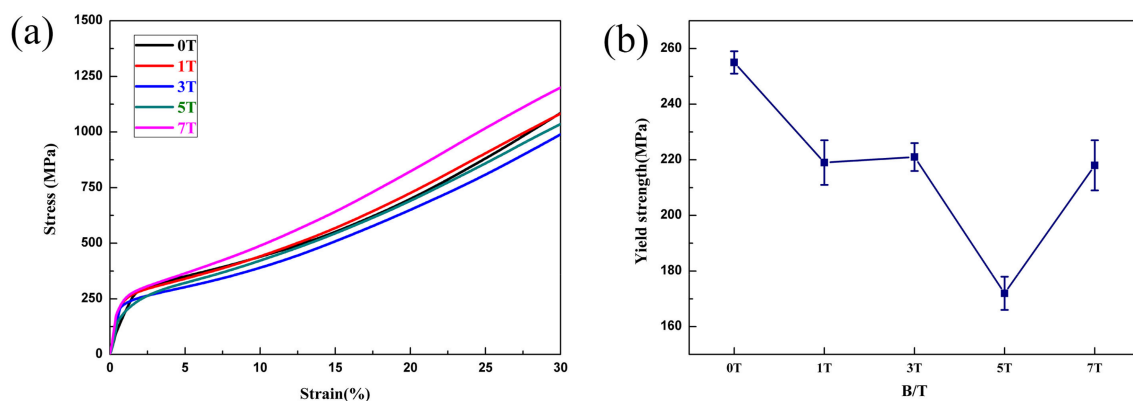 (a)
1500
1250
1000
750
500
250
0
Stress (MPa)
0T
1T
3T
5T
7T
0 5 10 15 20 25 30
Strain(%)
(b)
260
240
220
200
180
160
Yield strength(MPa)
0T 1T 3T 5T 7T
B/T